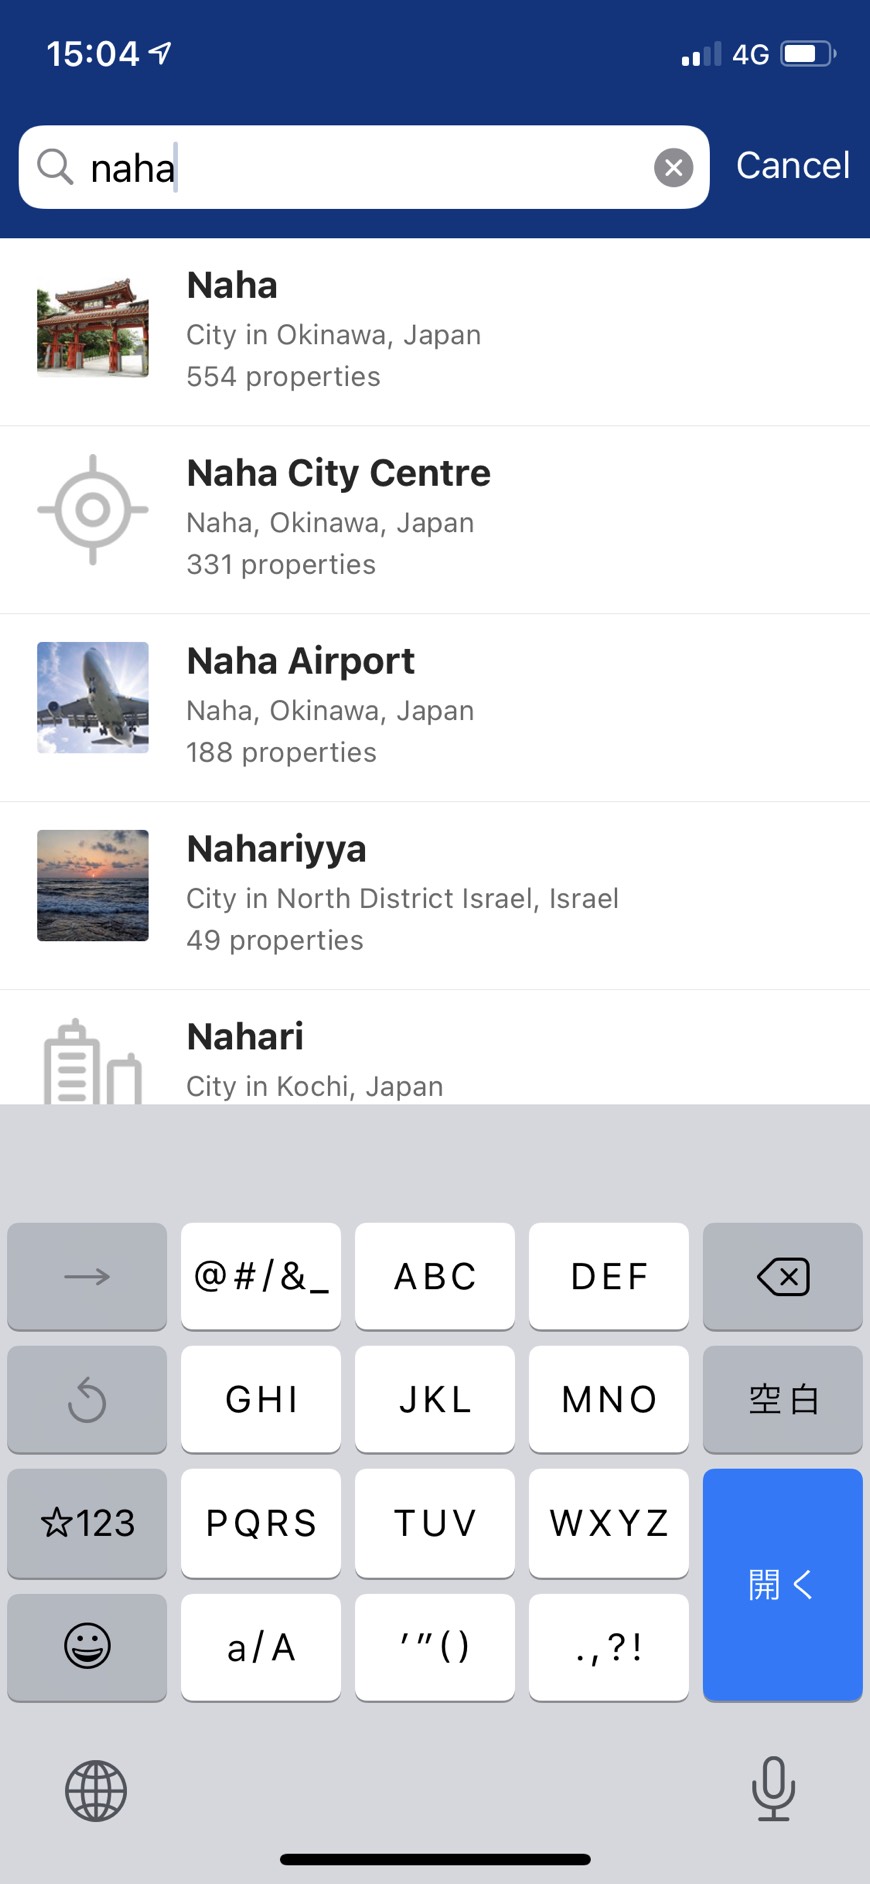 15:04
4G
naha
Cancel
Naha
City in Okinawa, Japan
554 properties
Naha City Centre
Naha, Okinawa, Japan
331 properties
Naha Airport
Naha, Okinawa, Japan
188 properties
Nahariyya
City in North District Israel, Israel
49 properties
Nahari
City in Kochi, Japan
→ @#/&_ ABC DEF
GHI JKL MNO 空白
☆123 PQRS TUV WXYZ
開く
a/A ′″() .,?!